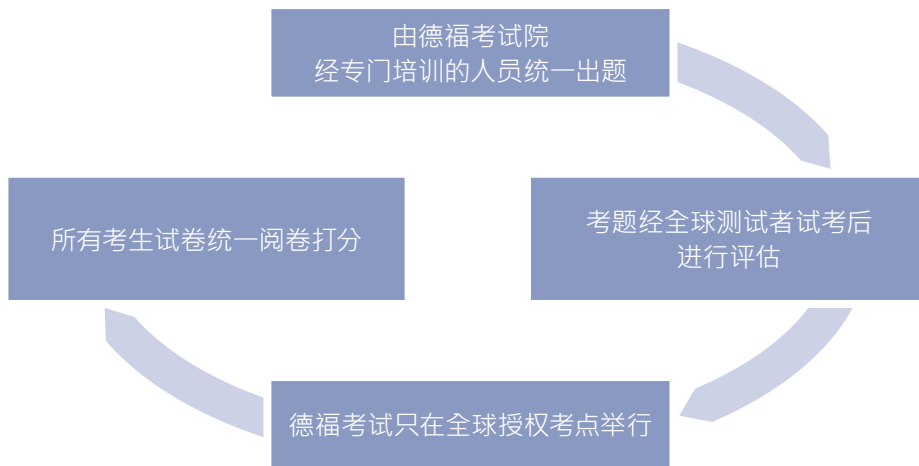 由德福考试院
经专门培训的人员统一出题
考题经全球测试者试考后
进行评估
德福考试只在全球授权考点举行
所有考生试卷统一阅卷打分